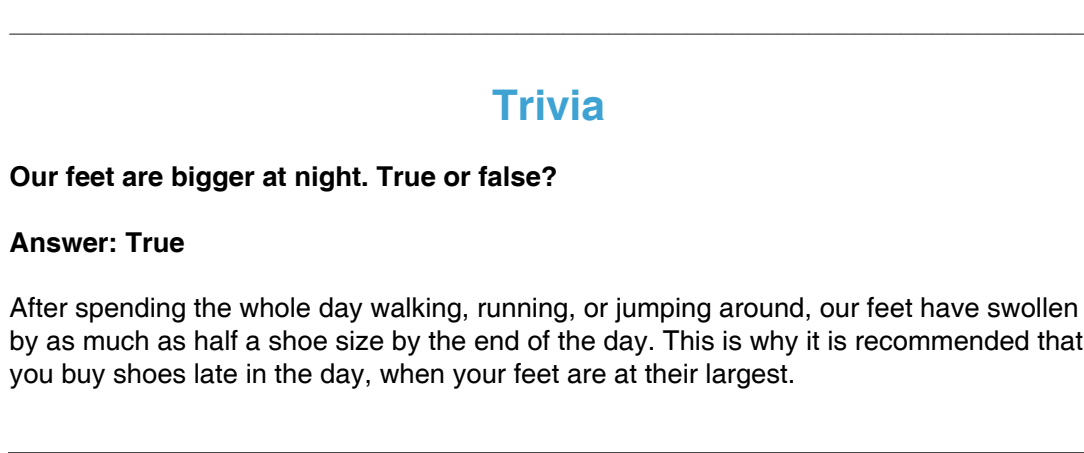 Trivia
Our feet are bigger at night. True or false?
Answer: True
After spending the whole day walking, running, or jumping around, our feet have swollen
by as much as half a shoe size by the end of the day. This is why it is recommended that
you buy shoes late in the day, when your feet are at their largest.